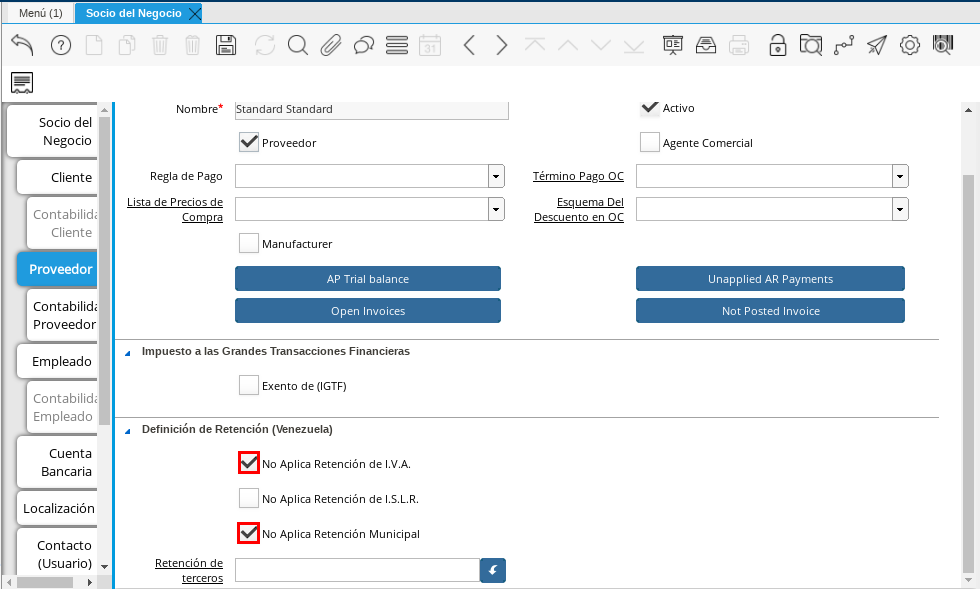 Menú (1)
Socio del Negocio
31
Socio del
Negocio
Cliente
Contabilida
Cliente
Proveedor
Contabilida
Proveedor
Empleado
Contabilida
Empleado
Cuenta
Bancaria
Localización
Contacto
(Usuario)
Nombre*
Standard Standard
Activo
Proveedor
Agente Comercial
Regla de Pago
Término Pago OC
Lista de Precios de
Compra
Esquema Del
Descuento en OC
Manufacturer
AP Trial balance
Unapplied AR Payments
Open Invoices
Not Posted Invoice
Impuesto a las Grandes Transacciones Financieras
Exento de (IGTF)
Definición de Retención (Venezuela)
No Aplica Retención de I.V.A.
No Aplica Retención de I.S.L.R.
No Aplica Retención Municipal
Retención de
terceros